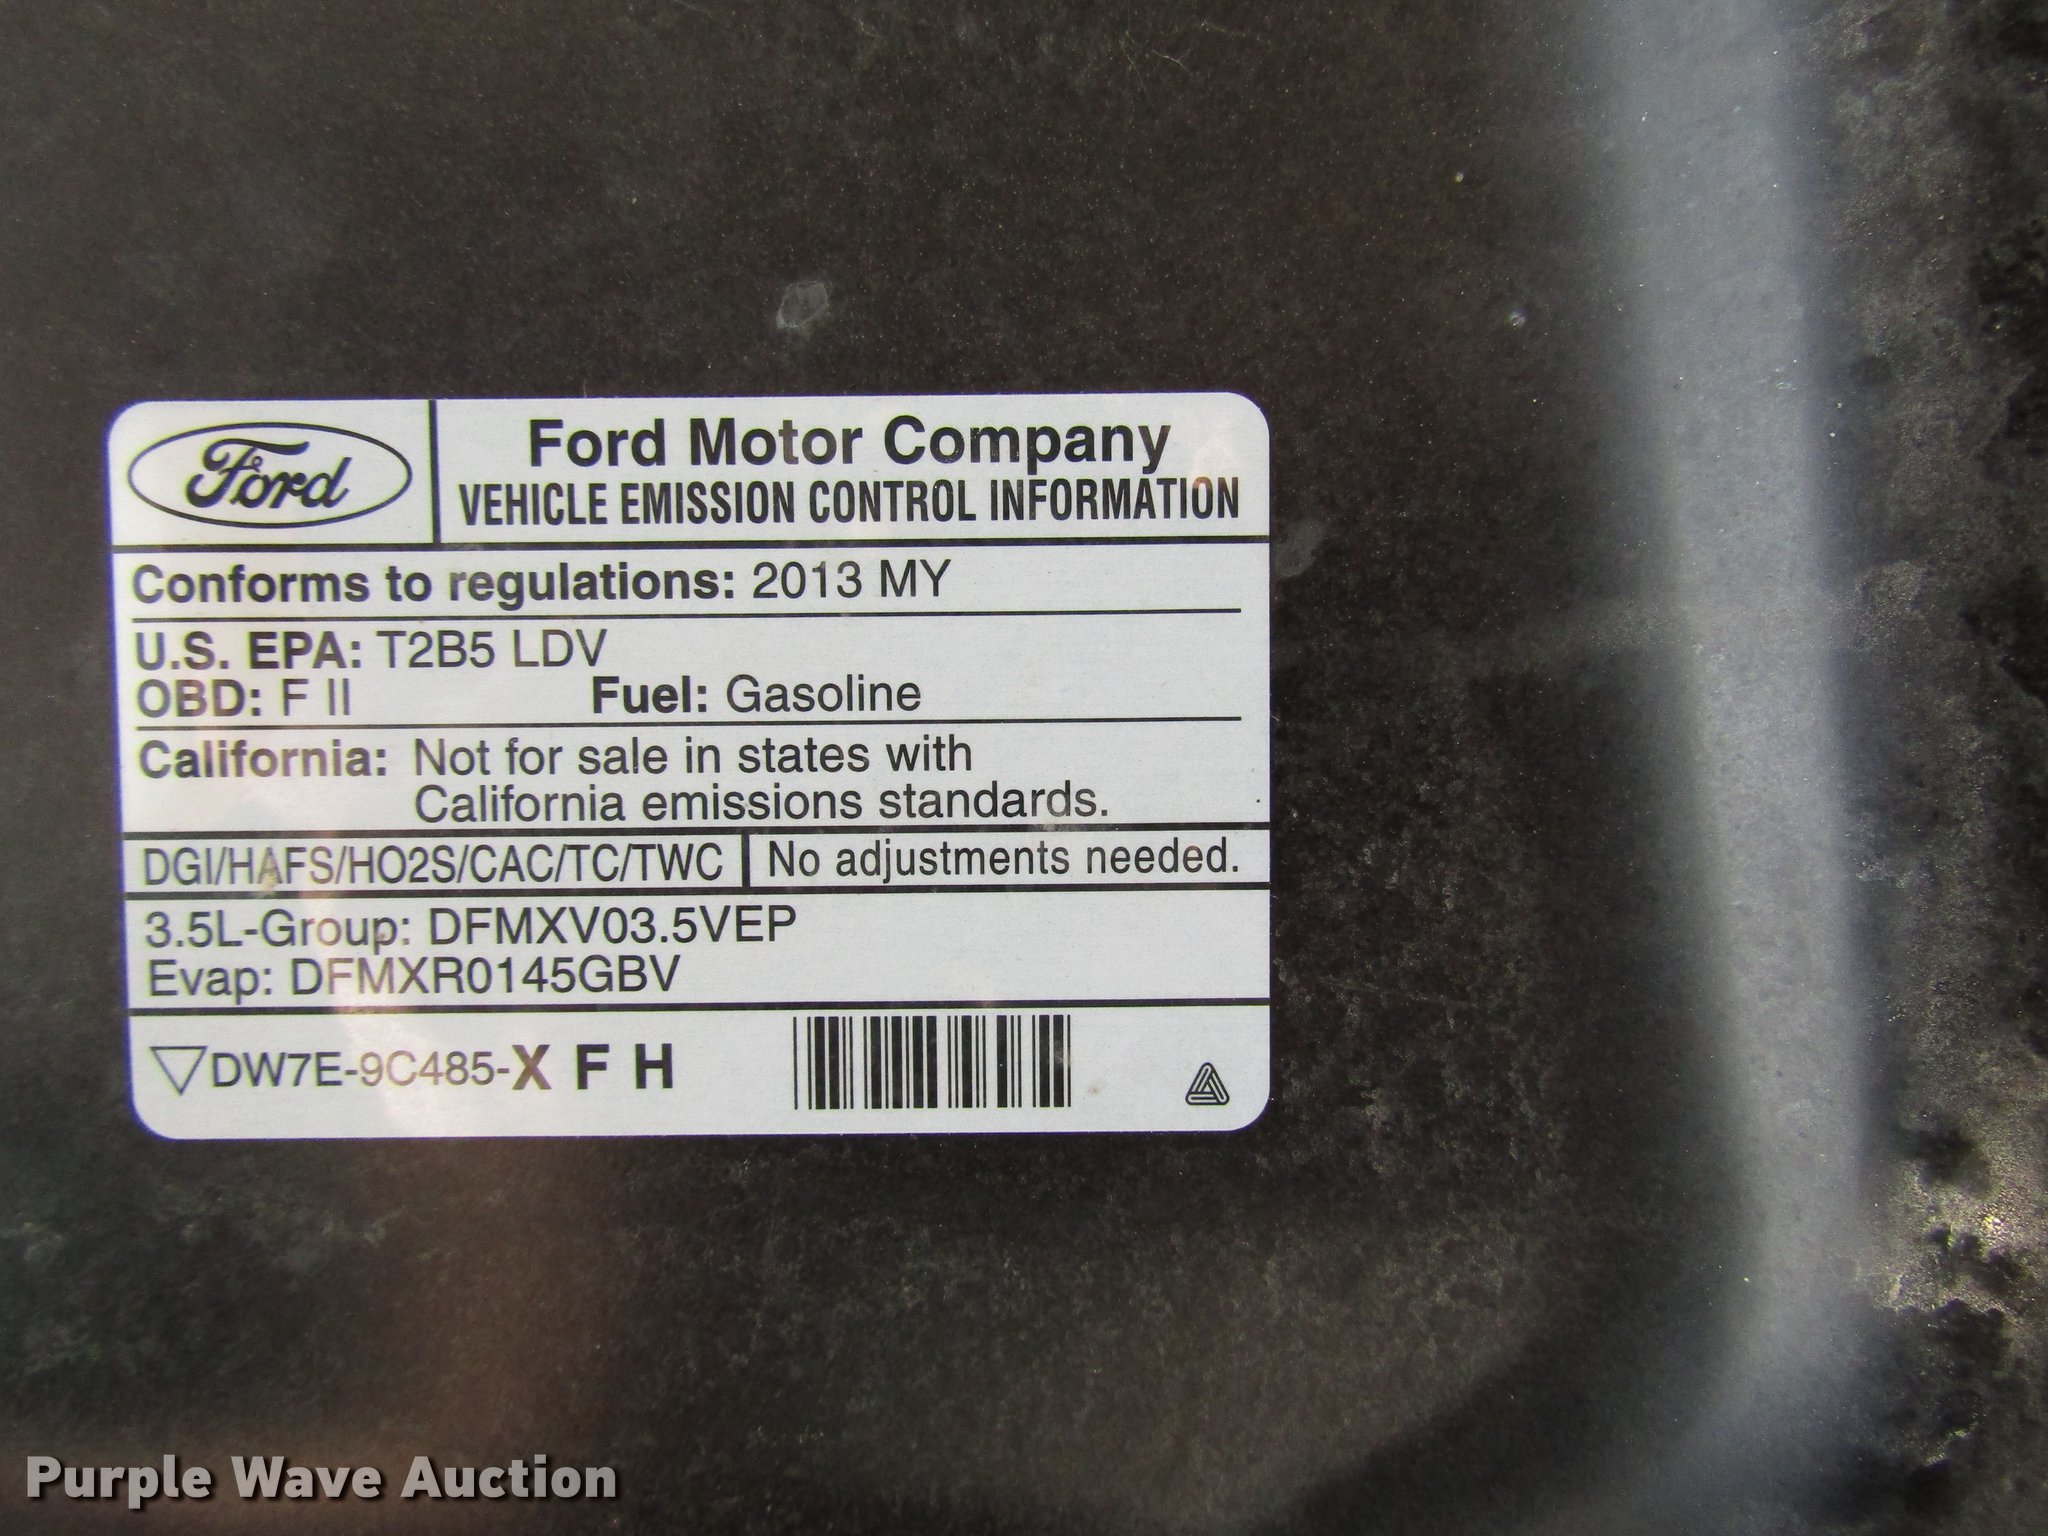 Ford
Ford Motor Company
VEHICLE EMISSION CONTROL INFORMATION
Conforms to regulations: 2013 MY
U.S. EPA: T2B5 LDV
OBD: F II Fuel: Gasoline
California: Not for sale in states with
California emissions standards.
DGI/HAFS/HO2S/CAC/TC/TWC No adjustments needed.
3.5L-Group: DFMXV03.5VEP
Evap: DFMXR0145GBV
DW7E-9C485-X F H
Purple Wave Auction